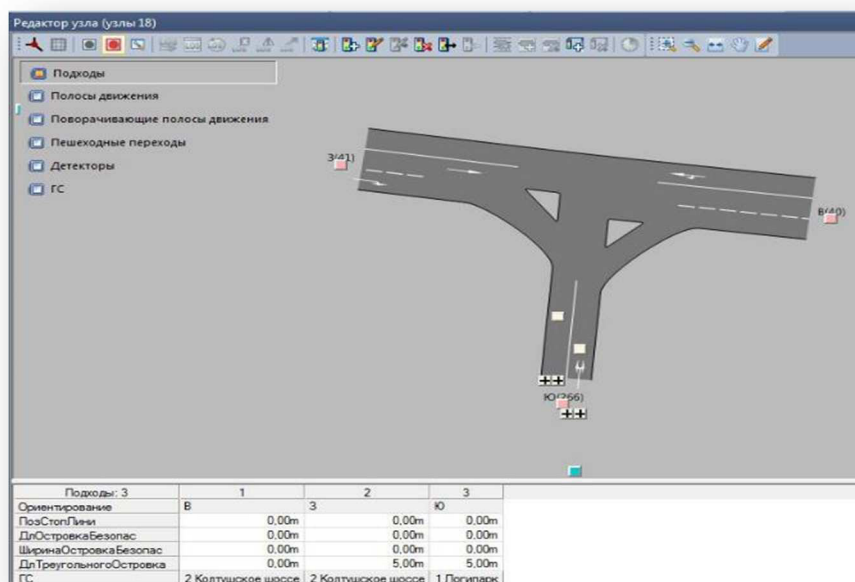 Редактор узла (узлы 18)
Подходы
Полосы движения
Поворачивающие полосы движения
Пешеходные переходы
Детекторы
ГС
З(41)
В(40)
Ю(266)
Подходы: 3 1 2 3
Ориентирование В З Ю
ПозСтопЛини 0,00m 0,00m 0,00m
ДлОстровкаБезопас 0,00m 0,00m 0,00m
ШиринаОстровкаБезопас 0,00m 0,00m 0,00m
ДлТреугольногоОстровка 0,00m 5,00m 5,00m
ГС 2 Колтушское шоссе 2 Колтушское шоссе 1 Логипарк